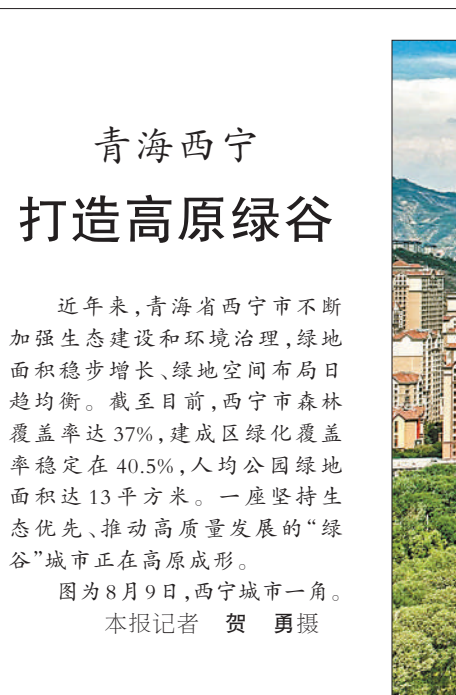 青海西宁
打造高原绿谷
近年来,青海省西宁市不断
加强生态建设和环境治理,绿地
面积稳步增长、绿地空间布局日
趋均衡。截至目前,西宁市森林
覆盖率达37%,建成区绿化覆盖
率稳定在40.5%,人均公园绿地
面积达13平方米。一座坚持生
态优先、推动高质量发展的“绿
谷”城市正在高原成形。
图为8月9日,西宁城市一角。
本报记者 贺 勇摄